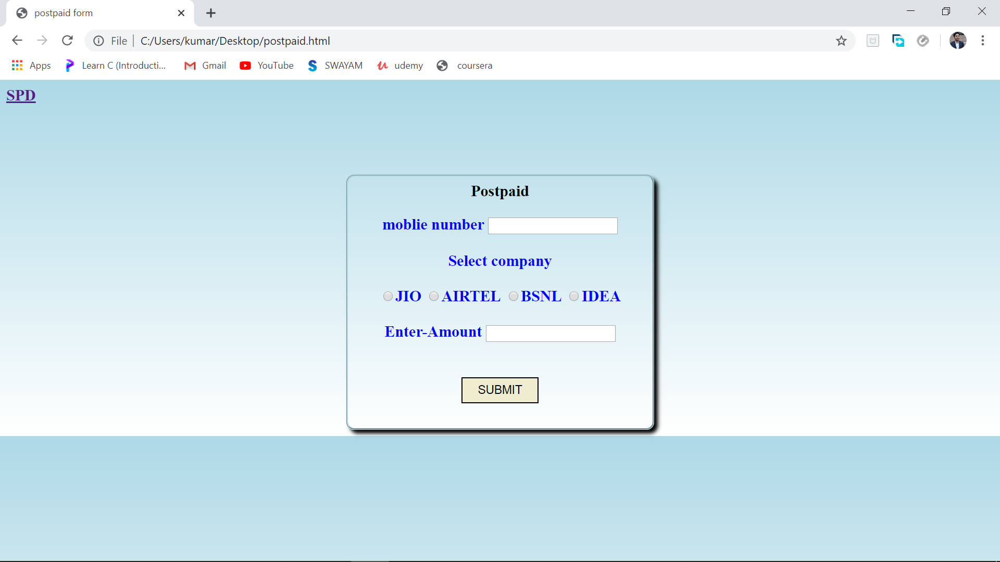 postpaid form
File C:/Users/kumar/Desktop/postpaid.html
Apps Learn C (Introducti... Gmail YouTube SWAYAM udemy coursera
SPD
Postpaid
moblie number
Select company
JIO AIRTEL BSNL IDEA
Enter-Amount
SUBMIT